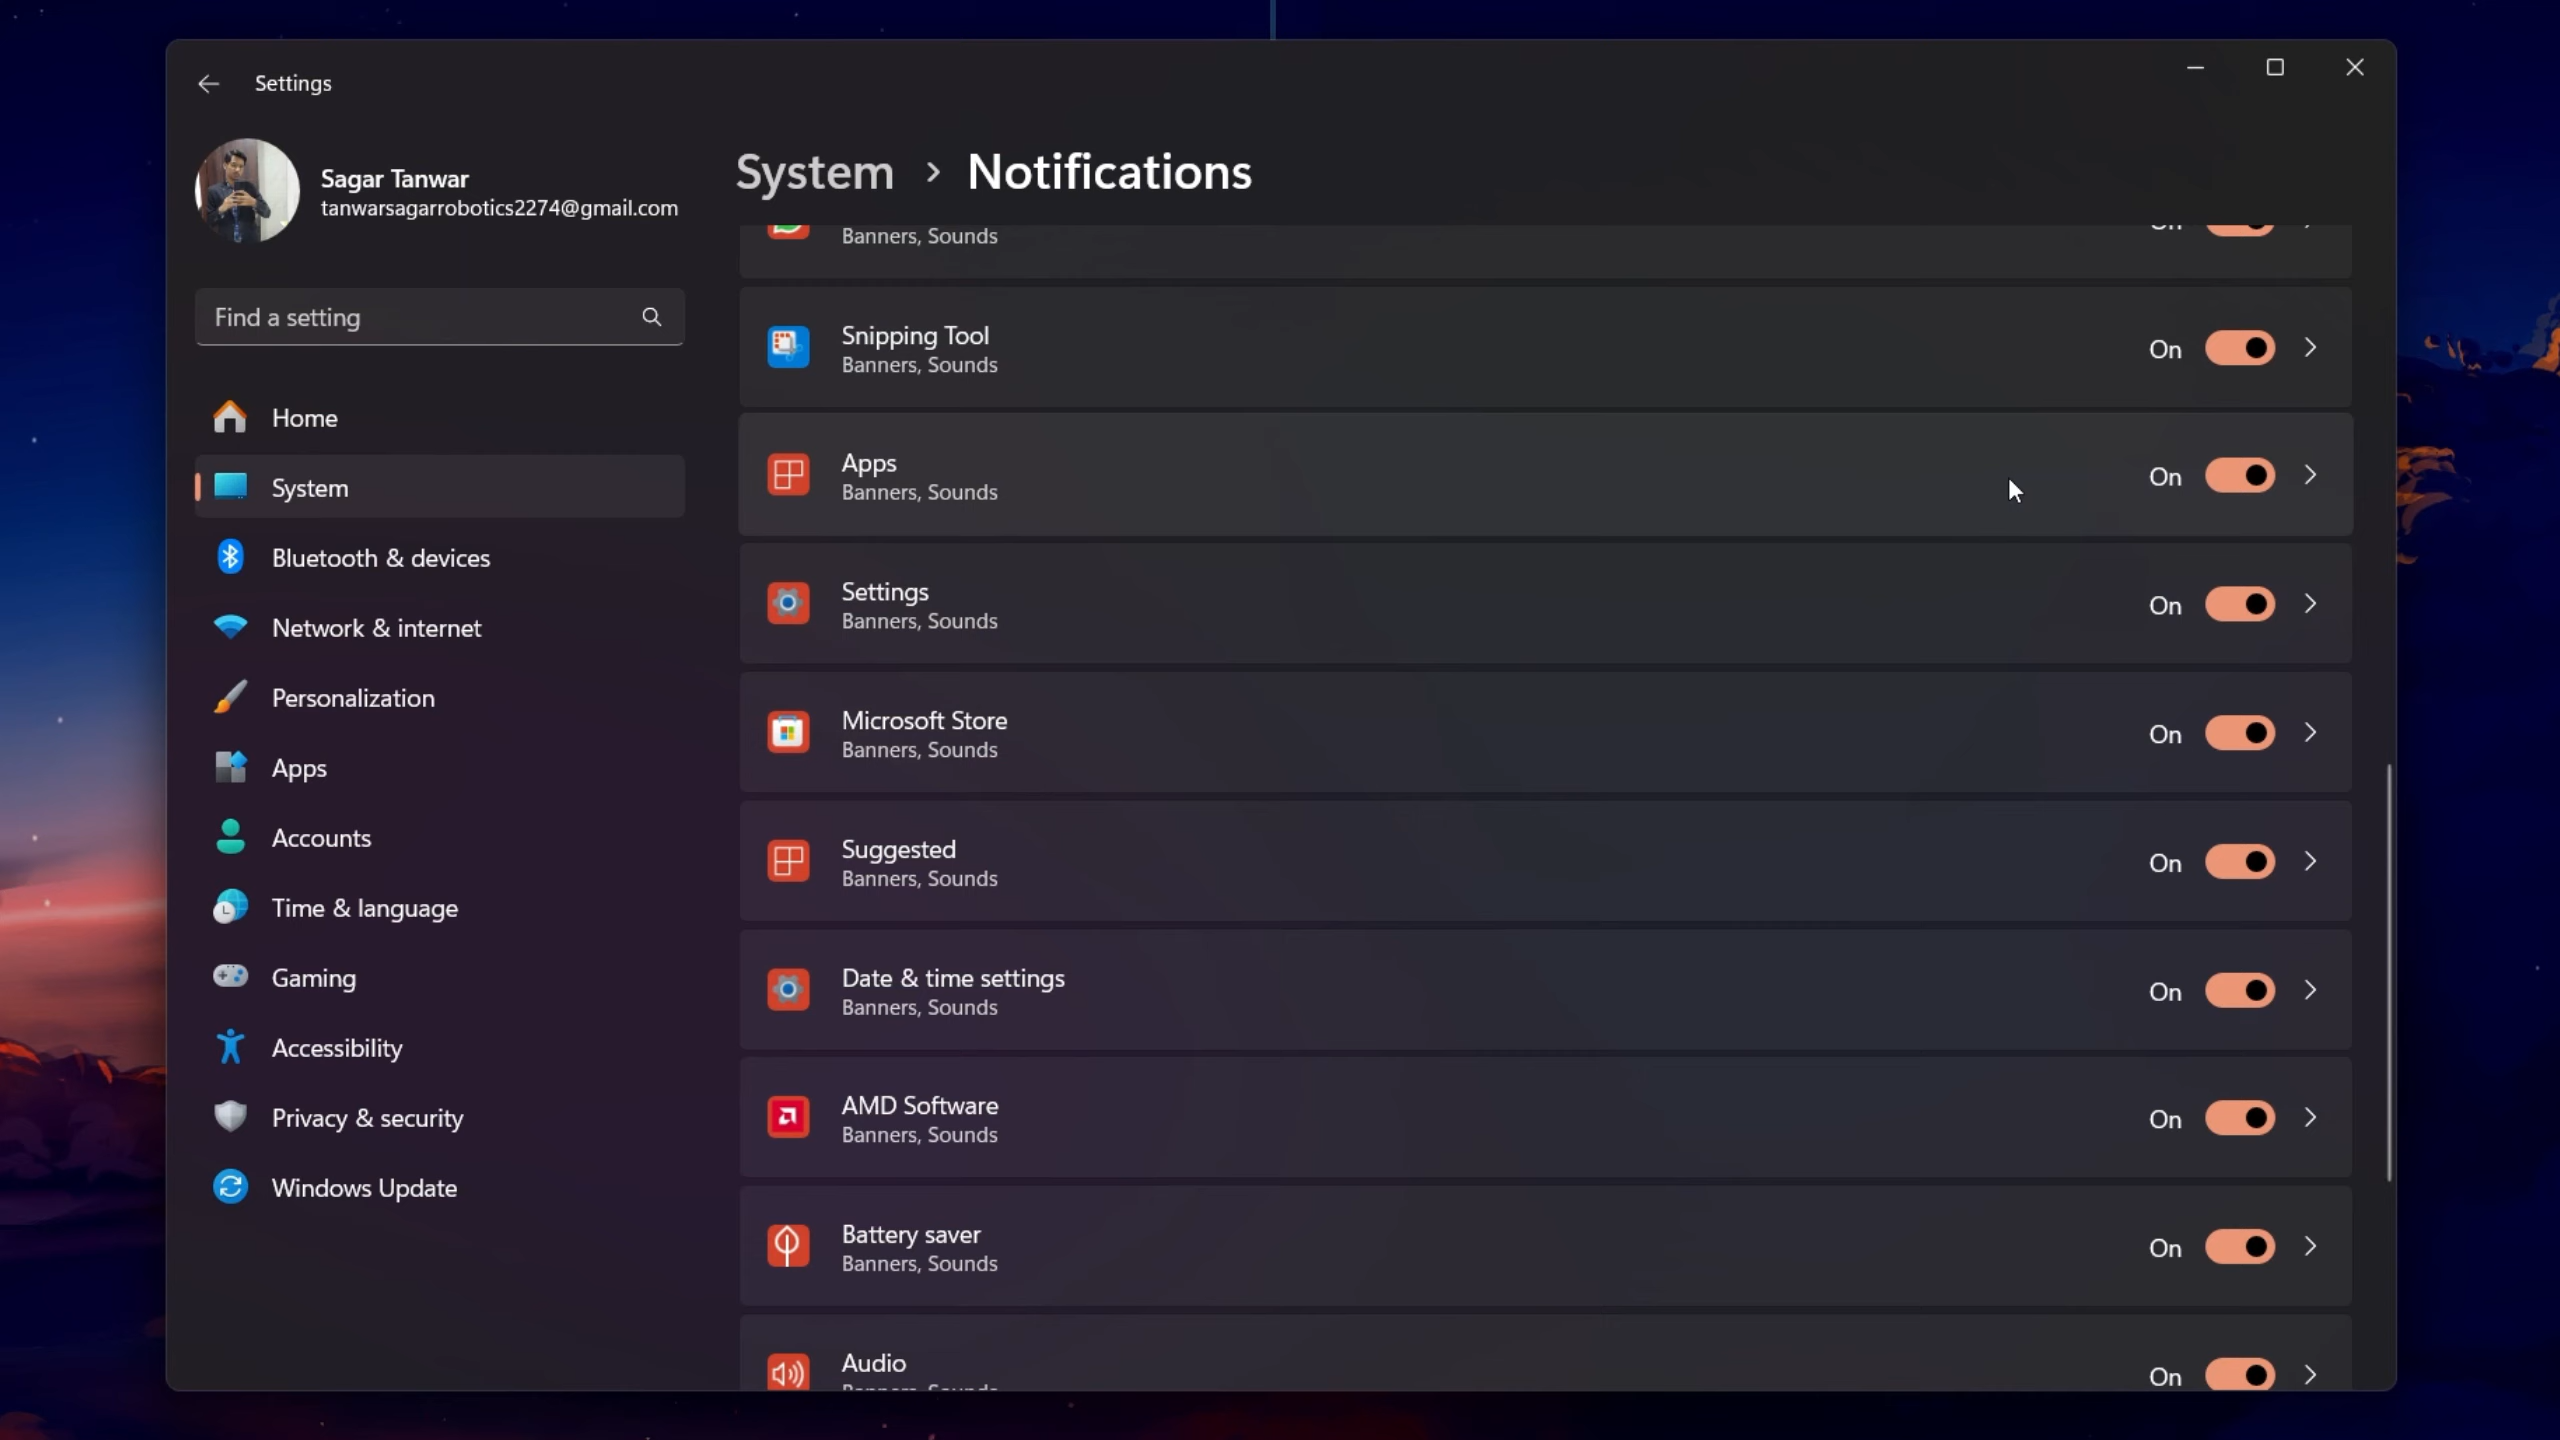 Settings
Sagar Tanwar
tanwarsagarrobotics2274@gmail.com
Find a setting
Home
System
Bluetooth & devices
Network & internet
Personalization
Apps
Accounts
Time & language
Gaming
Accessibility
Privacy & security
Windows Update
System > Notifications
Banners, Sounds
Snipping Tool
Banners, Sounds
On
Apps
Banners, Sounds
On
Settings
Banners, Sounds
On
Microsoft Store
Banners, Sounds
On
Suggested
Banners, Sounds
On
Date & time settings
Banners, Sounds
On
AMD Software
Banners, Sounds
On
Battery saver
Banners, Sounds
On
Audio
On